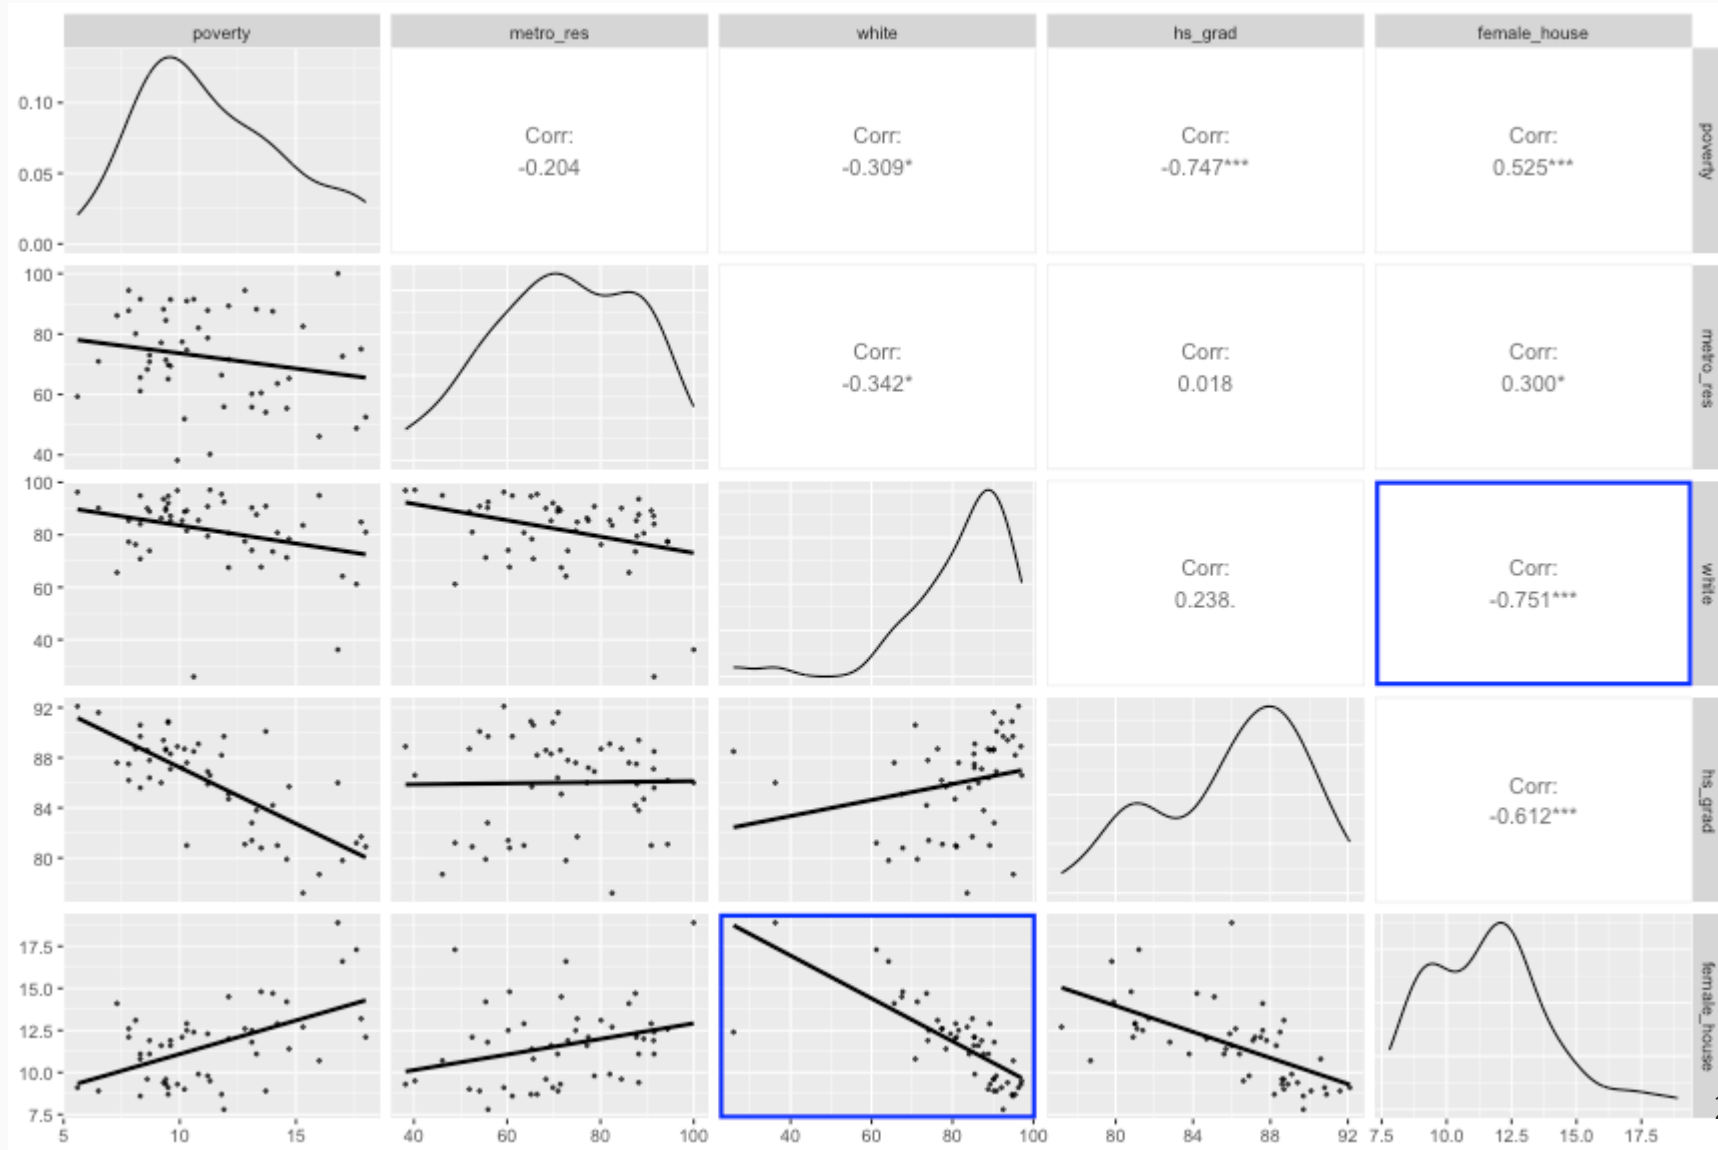 poverty metro_res white hs_grad female_house
0.10
0.05
0.00
Corr:
-0.204
Corr:
-0.309*
Corr:
-0.747***
Corr:
0.525***
poverty
100
80
60
40
Corr:
-0.342*
Corr:
0.018
Corr:
0.300*
metro_res
100
80
60
40
Corr:
0.238.
Corr:
-0.751***
white
92
88
84
80
Corr:
-0.612***
hs_grad
17.5
15.0
12.5
10.0
7.5
female_house
5 10 15 40 60 80 100 40 60 80 100 80 84 88 92 7.5 10.0 12.5 15.0 17.5